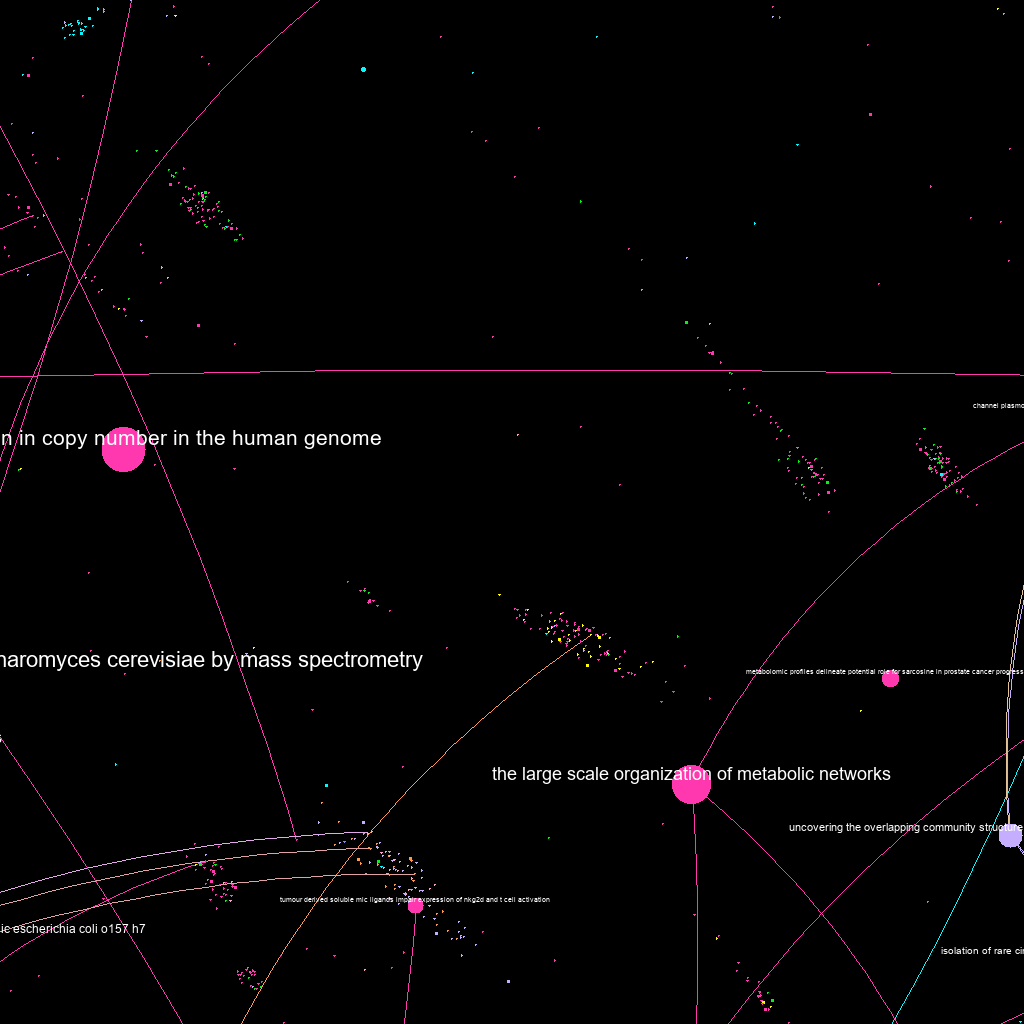 channel plasmo
n in copy number in the human genome
haromyces cerevisiae by mass spectrometry
metabolomic profiles delineate potential role for sarcosine in prostate cancer progress
the large scale organization of metabolic networks
uncovering the overlapping community structure
tumour derived soluble mic ligands impair expression of nkg2d and t cell activation
ic escherichia coli o157 h7
isolation of rare cir